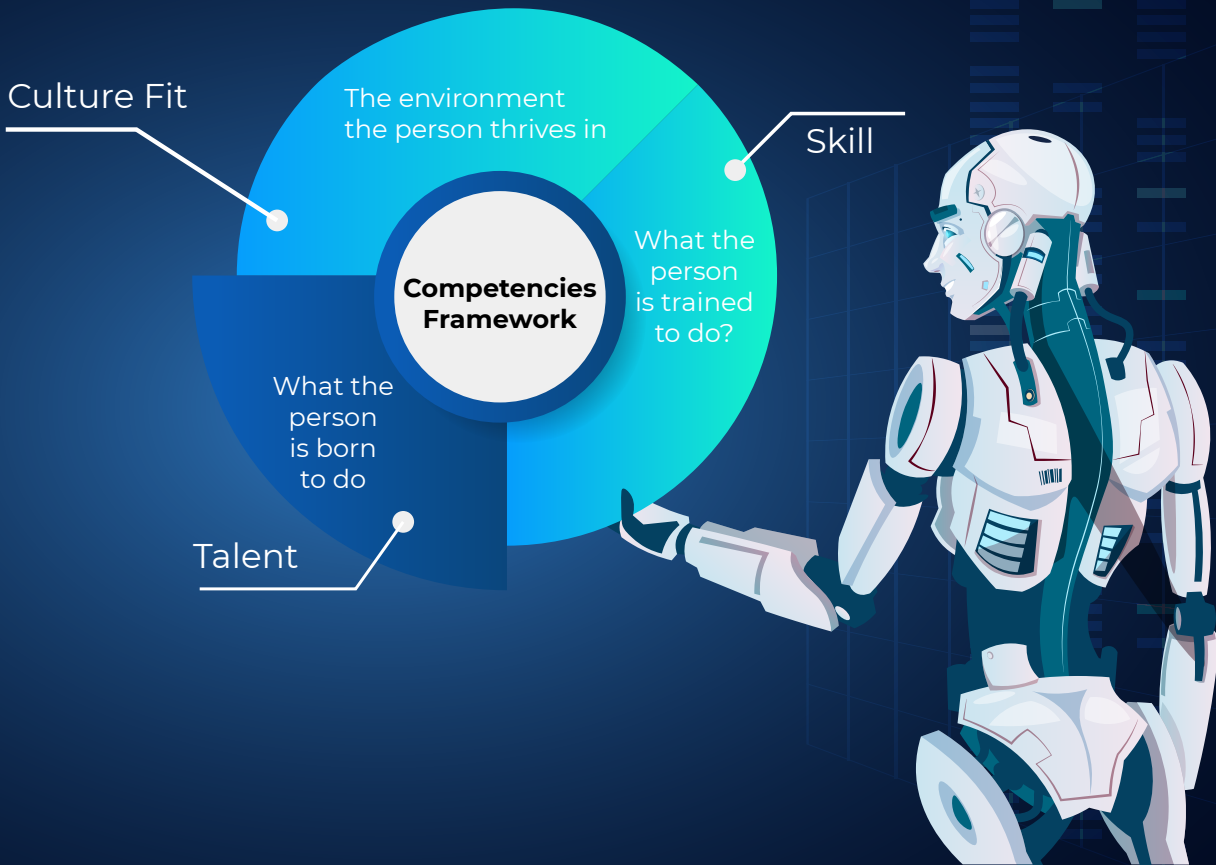 Culture Fit
The environment
the person thrives in
Skill
What the
person
is trained
to do?
Competencies
Framework
What the
person
is born
to do
Talent